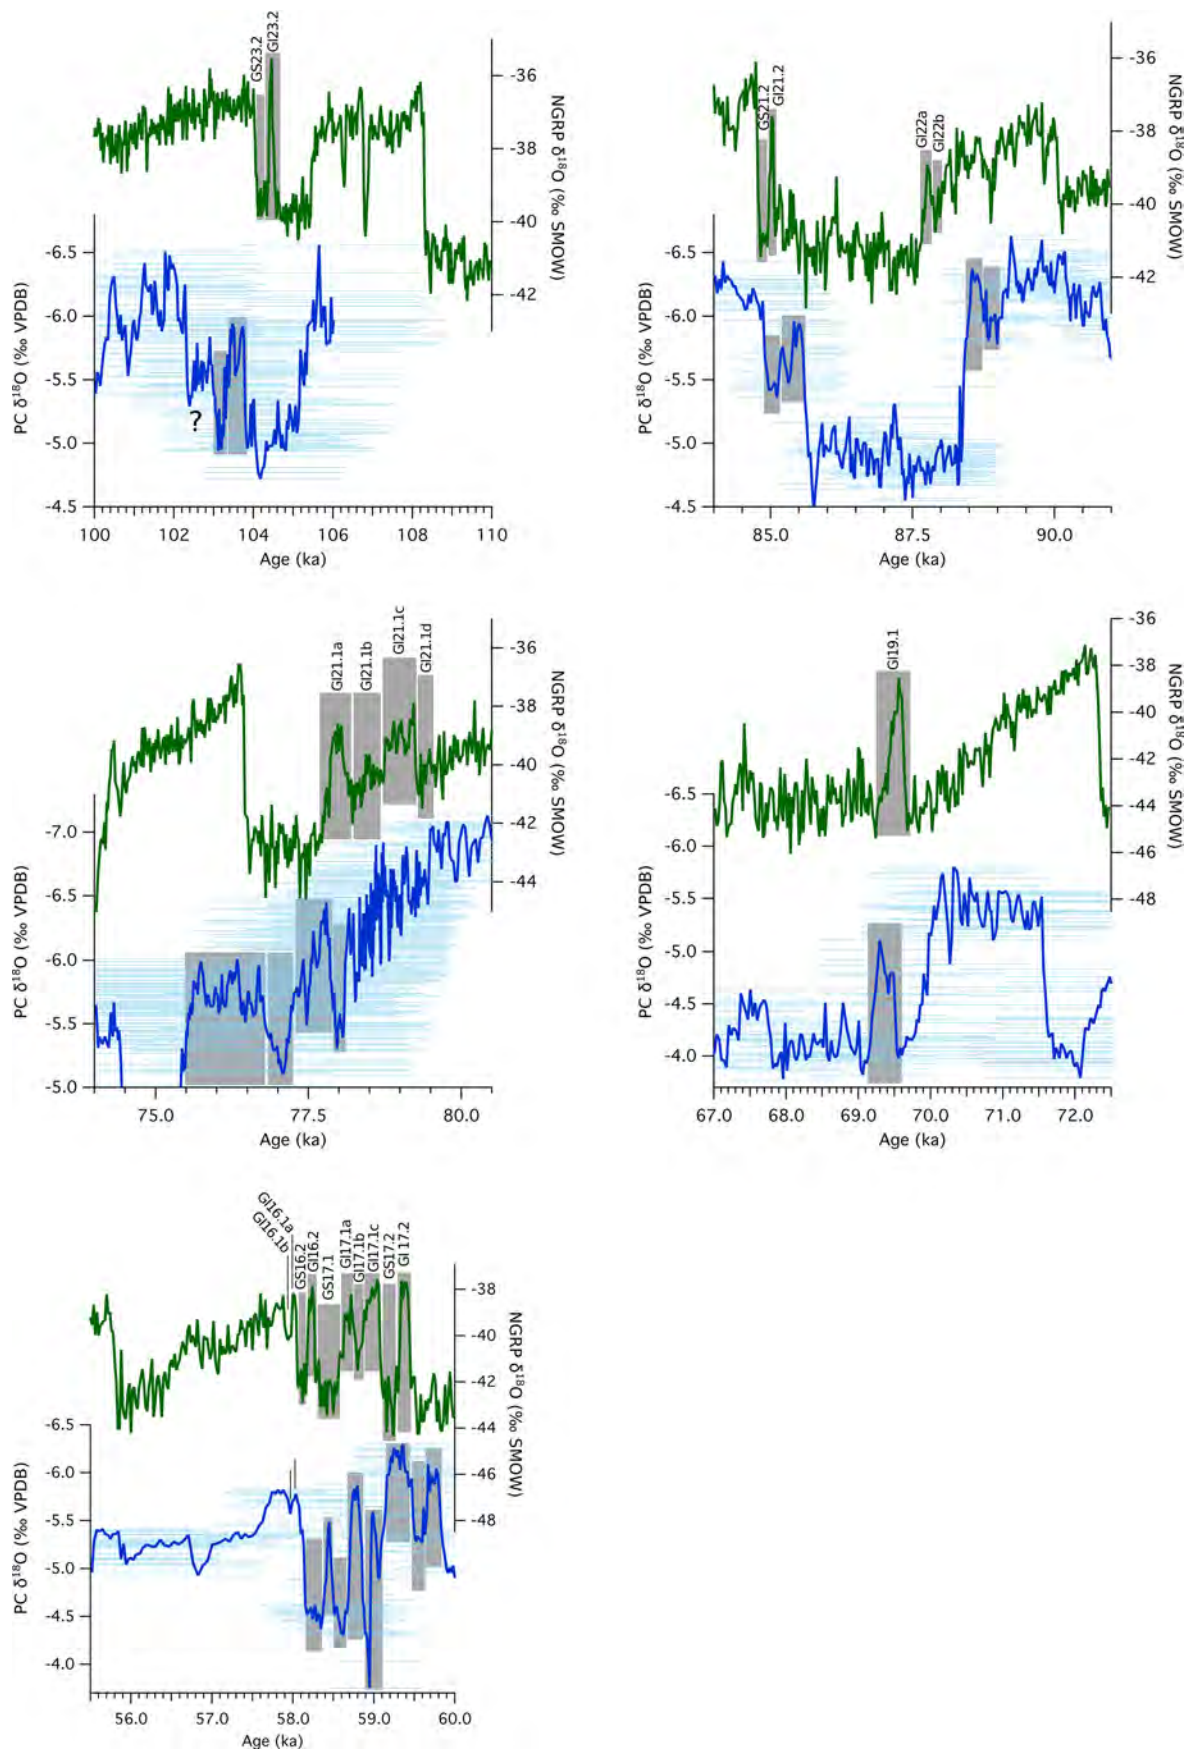 GS23.2
GI23.2
-36
-38
-40
-42
NGRP δ¹⁸O (‰ SMOW)
-6.5
-6.0
-5.5
-5.0
-4.5
PC δ¹⁸O (‰ VPDB)
?
100
102
104
106
108
110
Age (ka)
GS21.2
GI21.2
GI22a
GI22b
-36
-38
-40
-42
NGRP δ¹⁸O (‰ SMOW)
-6.5
-6.0
-5.5
-5.0
-4.5
PC δ¹⁸O (‰ VPDB)
85.0
87.5
90.0
Age (ka)
GI21.1a
GI21.1b
GI21.1c
GI21.1d
-36
-38
-40
-42
-44
NGRP δ¹⁸O (‰ SMOW)
-7.0
-6.5
-6.0
-5.5
-5.0
PC δ¹⁸O (‰ VPDB)
75.0
77.5
80.0
Age (ka)
GI19.1
-36
-38
-40
-42
-44
-46
-48
NGRP δ¹⁸O (‰ SMOW)
-6.5
-6.0
-5.5
-5.0
-4.5
-4.0
PC δ¹⁸O (‰ VPDB)
67.0
68.0
69.0
70.0
71.0
72.0
Age (ka)
GI16.1a
GI16.1b
GS16.2
GI16.2
GS17.1
GI17.1a
GI17.1b
GI17.1c
GS17.2
GI 17.2
-38
-40
-42
-44
-46
-48
NGRP δ¹⁸O (‰ SMOW)
-6.5
-6.0
-5.5
-5.0
-4.5
-4.0
PC δ¹⁸O (‰ VPDB)
56.0
57.0
58.0
59.0
60.0
Age (ka)